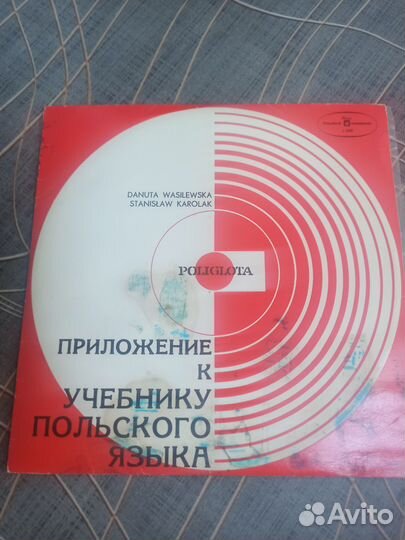 DANUTA WASILEWSKA
STANISŁAW KAROLAK
POLIGLOTA
ПРИЛОЖЕНИЕ
К
УЧЕБНИКУ
ПОЛЬСКОГО
ЯЗЫКА
Avito